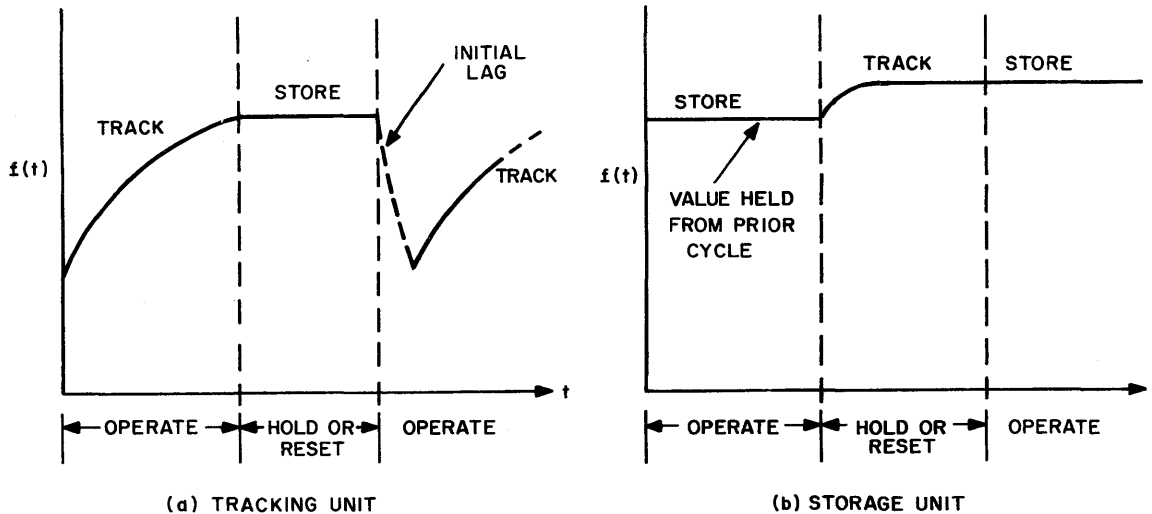 INITIAL
LAG
STORE
TRACK
f(t)
TRACK
t
OPERATE
HOLD OR
RESET
OPERATE
(a) TRACKING UNIT
TRACK
STORE
STORE
f(t)
VALUE HELD
FROM PRIOR
CYCLE
OPERATE
HOLD OR
RESET
OPERATE
(b) STORAGE UNIT